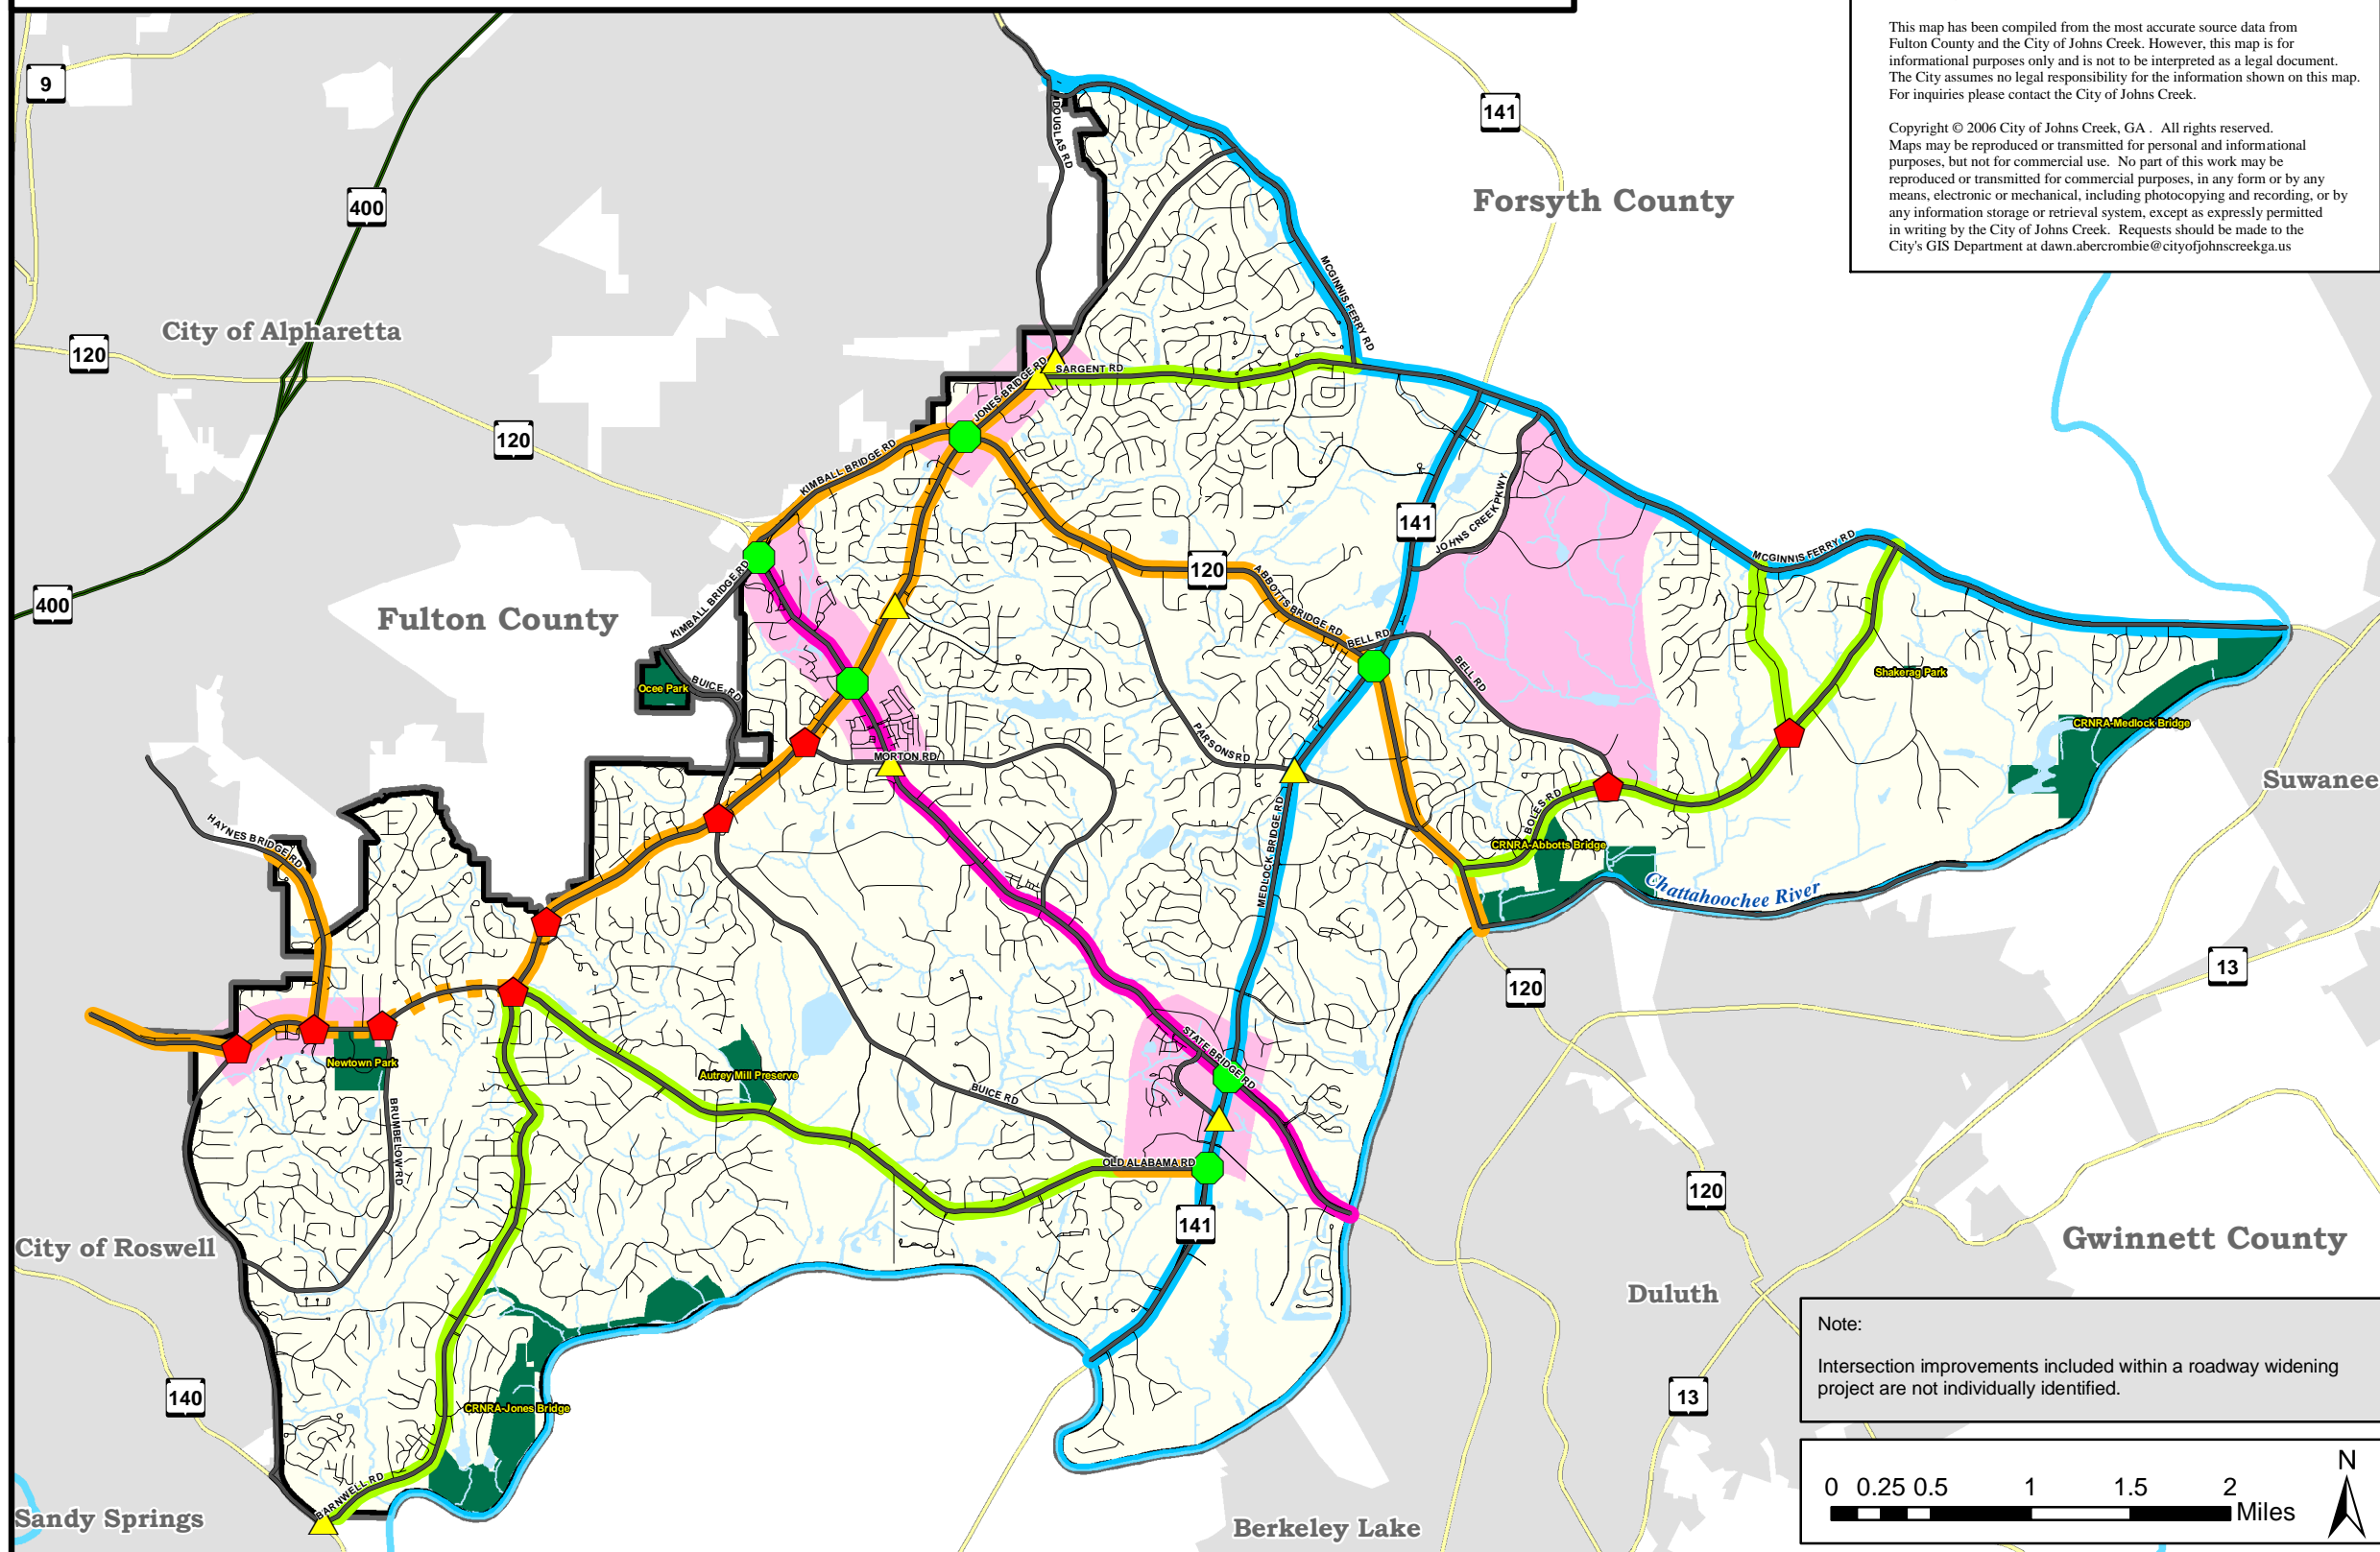 This map has been compiled from the most accurate source data from
Fulton County and the City of Johns Creek. However, this map is for
informational purposes only and is not to be interpreted as a legal document.
The City assumes no legal responsibility for the information shown on this map.
For inquiries please contact the City of Johns Creek.
Copyright © 2006 City of Johns Creek, GA . All rights reserved.
Maps may be reproduced or transmitted for personal and informational
purposes, but not for commercial use. No part of this work may be
reproduced or transmitted for commercial purposes, in any form or by any
means, electronic or mechanical, including photocopying and recording, or by
any information storage or retrieval system, except as expressly permitted
in writing by the City of Johns Creek. Requests should be made to the
City's GIS Department at dawn.abercrombie@cityofjohnscreekga.us
9
141
DOUGLAS RD
400
Forsyth County
MCGINNIS FERRY RD
City of Alpharetta
120
JONES BRIDGE RD
SARGENT RD
120
KIMBALL BRIDGE RD
141
JOHNS CREEK PKWY
MCGINNIS FERRY RD
120
400
KIMBALL BRIDGE RD
ABBOTTS BRIDGE RD
Fulton County
BELL RD
BELL RD
Shakerag Park
Ocee Park
BUICE RD
CRNRA-Medlock Bridge
PARSONS RD
MORTON RD
Suwanee
HAYNES BRIDGE RD
BOLES RD
MEDLOCK BRIDGE RD
CRNRA-Abbotts Bridge
Chattahoochee River
13
120
STATE BRIDGE RD
Newtown Park
Autrey Mill Preserve
BUICE RD
BRUMBELOW RD
OLD ALABAMA RD
120
141
City of Roswell
Gwinnett County
Duluth
Note:
Intersection improvements included within a roadway widening
project are not individually identified.
140
13
CRNRA-Jones Bridge
N
0 0.25 0.5 1 1.5 2
Miles
BARNWELL RD
Sandy Springs
Berkeley Lake